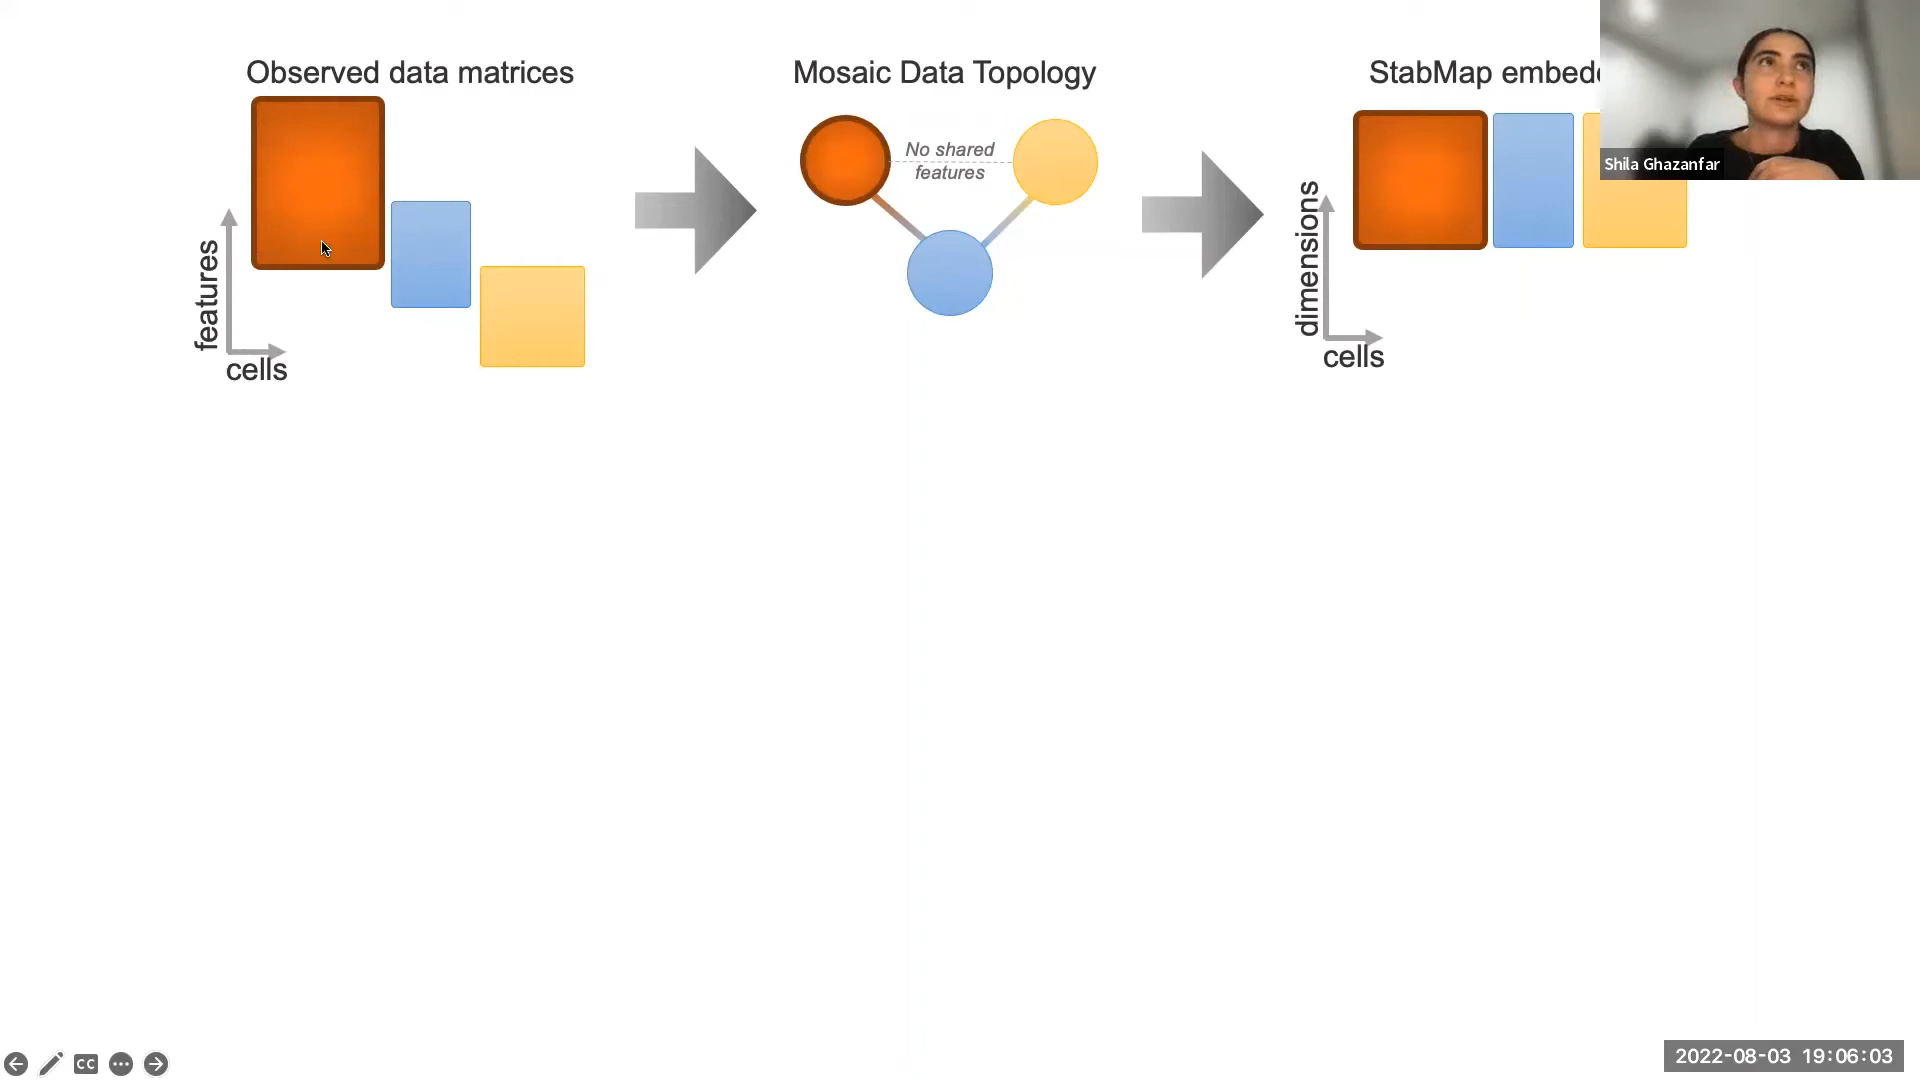 Observed data matrices
Mosaic Data Topology
StabMap embed
Shila Ghazanfar
No shared
features
features
cells
dimensions
cells
CC
2022-08-03 19:06:03